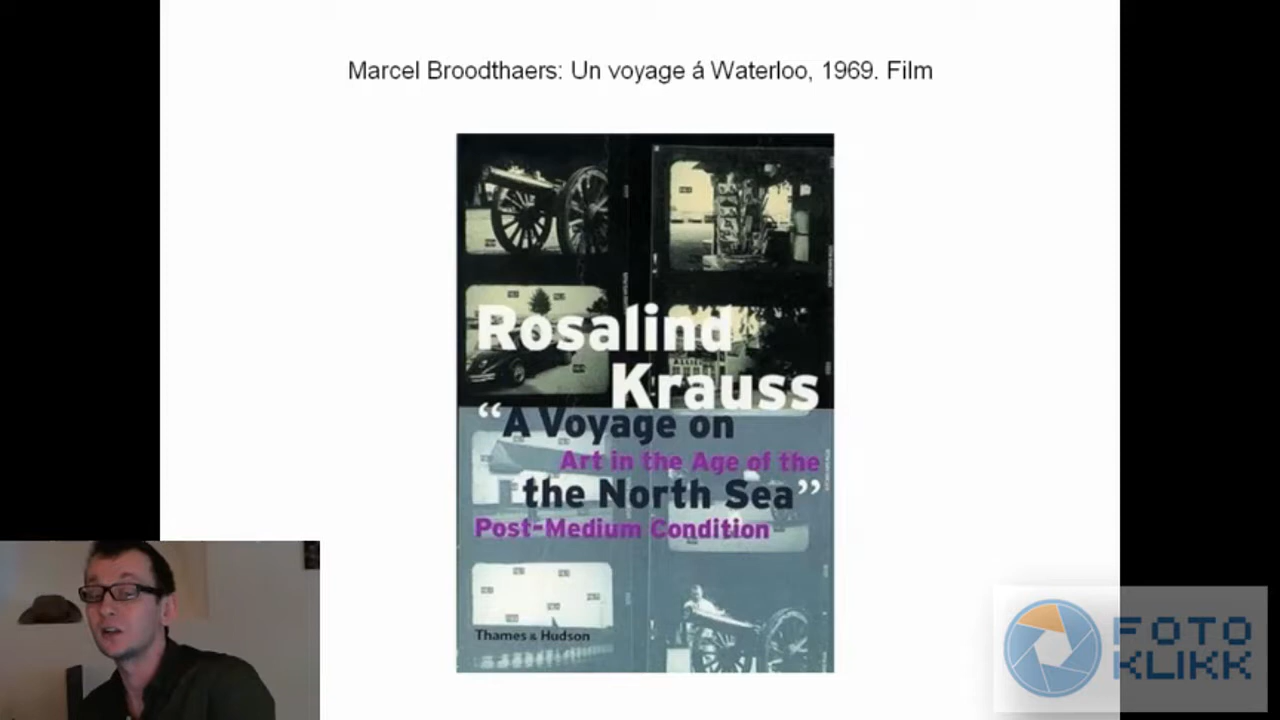 Marcel Broodthaers: Un voyage á Waterloo, 1969. Film
Rosalind
Krauss
“A Voyage on
Art in the Age of the
the North Sea”
Post-Medium Condition
Thames & Hudson
FOTO
KLIKK